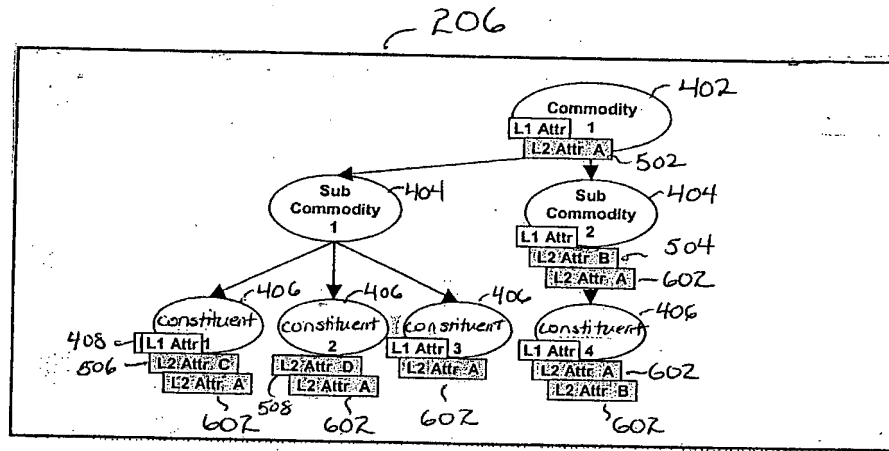 206
402
Commodity
1
L1 Attr
L2 Attr A
502
404
Sub
Commodity
1
404
Sub
Commodity
2
L1 Attr
L2 Attr B
504
L2 Attr A
602
406
constituent
1
408
L1 Attr
506
L2 Attr C
L2 Attr A
602
406
constituent
2
L2 Attr D
508
L2 Attr A
602
406
constituent
3
L1 Attr
L2 Attr A
602
406
constituent
4
L1 Attr
L2 Attr A
602
L2 Attr B
602